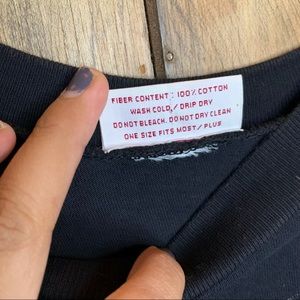 FIBER CONTENT : 100% COTTON
WASH COLD, / DRIP DRY
DO NOT BLEACH. DO NOT DRY CLEAN
ONE SIZE FITS MOST / PLUS